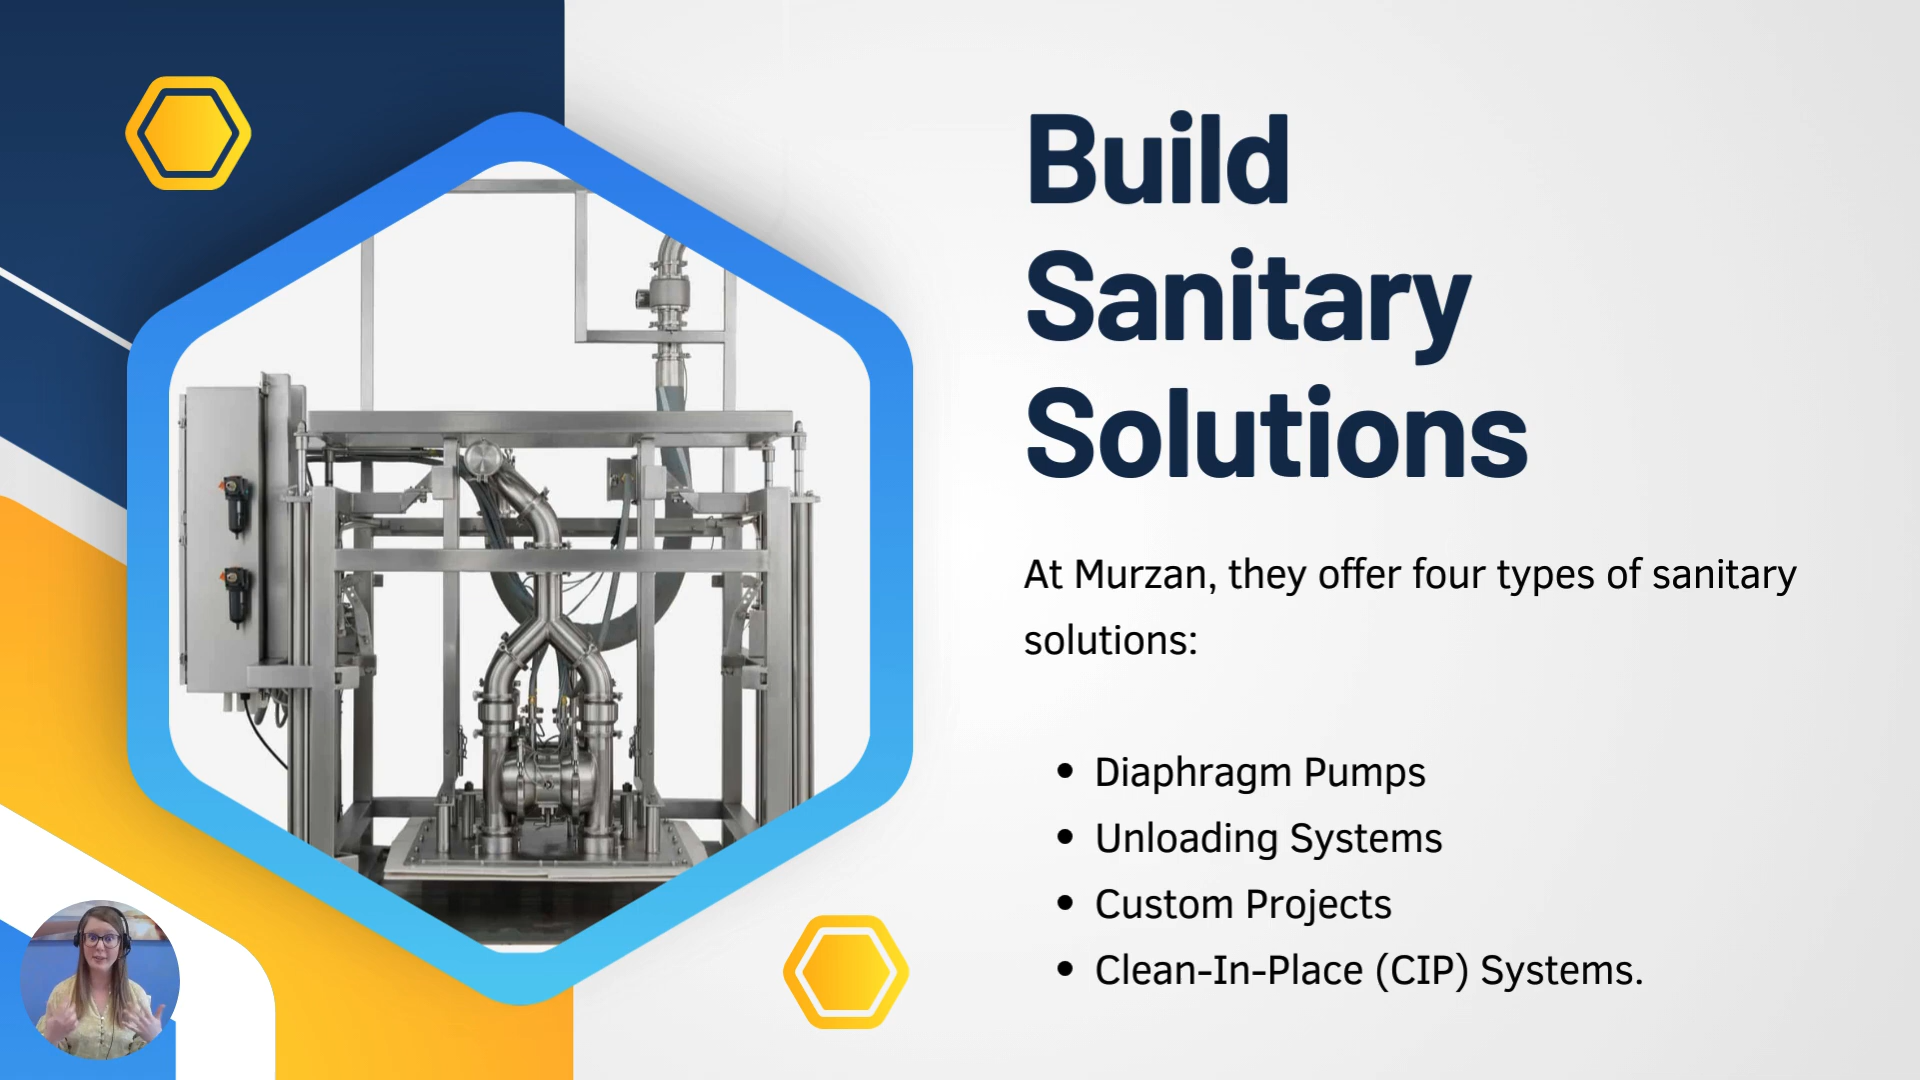 Build
Sanitary
Solutions
At Murzan, they offer four types of sanitary
solutions:
• Diaphragm Pumps
• Unloading Systems
• Custom Projects
• Clean-In-Place (CIP) Systems.